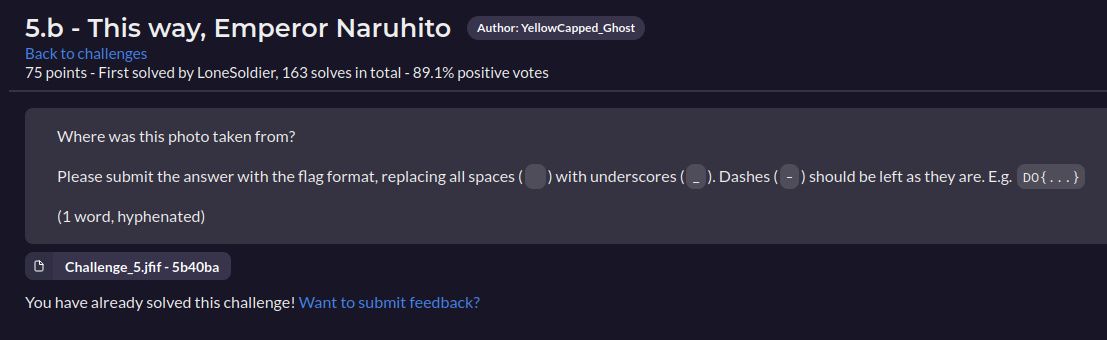 5.b - This way, Emperor Naruhito Author: YellowCapped_Ghost
Back to challenges
75 points - First solved by LoneSoldier, 163 solves in total - 89.1% positive votes
Where was this photo taken from?
Please submit the answer with the flag format, replacing all spaces ( ) with underscores ( _ ). Dashes ( - ) should be left as they are. E.g. DO{...}
(1 word, hyphenated)
Challenge_5.jfif - 5b40ba
You have already solved this challenge! Want to submit feedback?